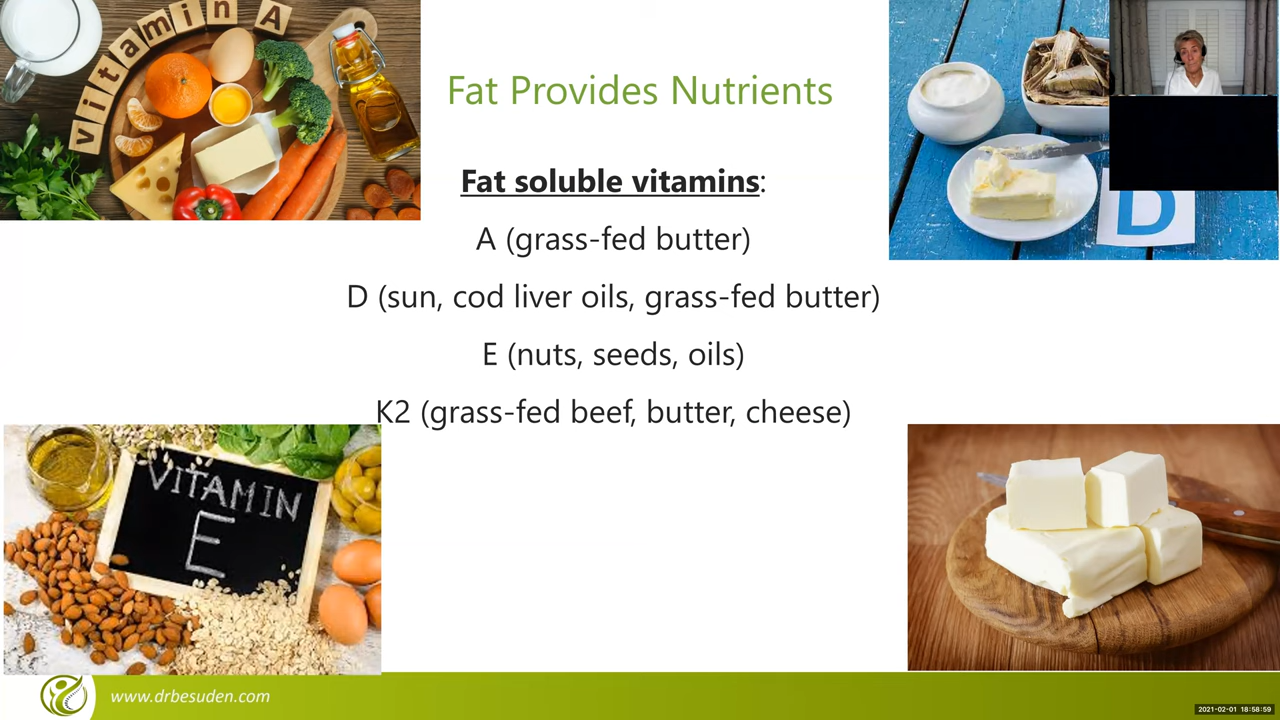 vitamin A
Fat Provides Nutrients
Fat soluble vitamins:
A (grass-fed butter)
D (sun, cod liver oils, grass-fed butter)
E (nuts, seeds, oils)
K2 (grass-fed beef, butter, cheese)
D
VITAMIN
E
www.drbesuden.com
2021-02-01 18:58:59